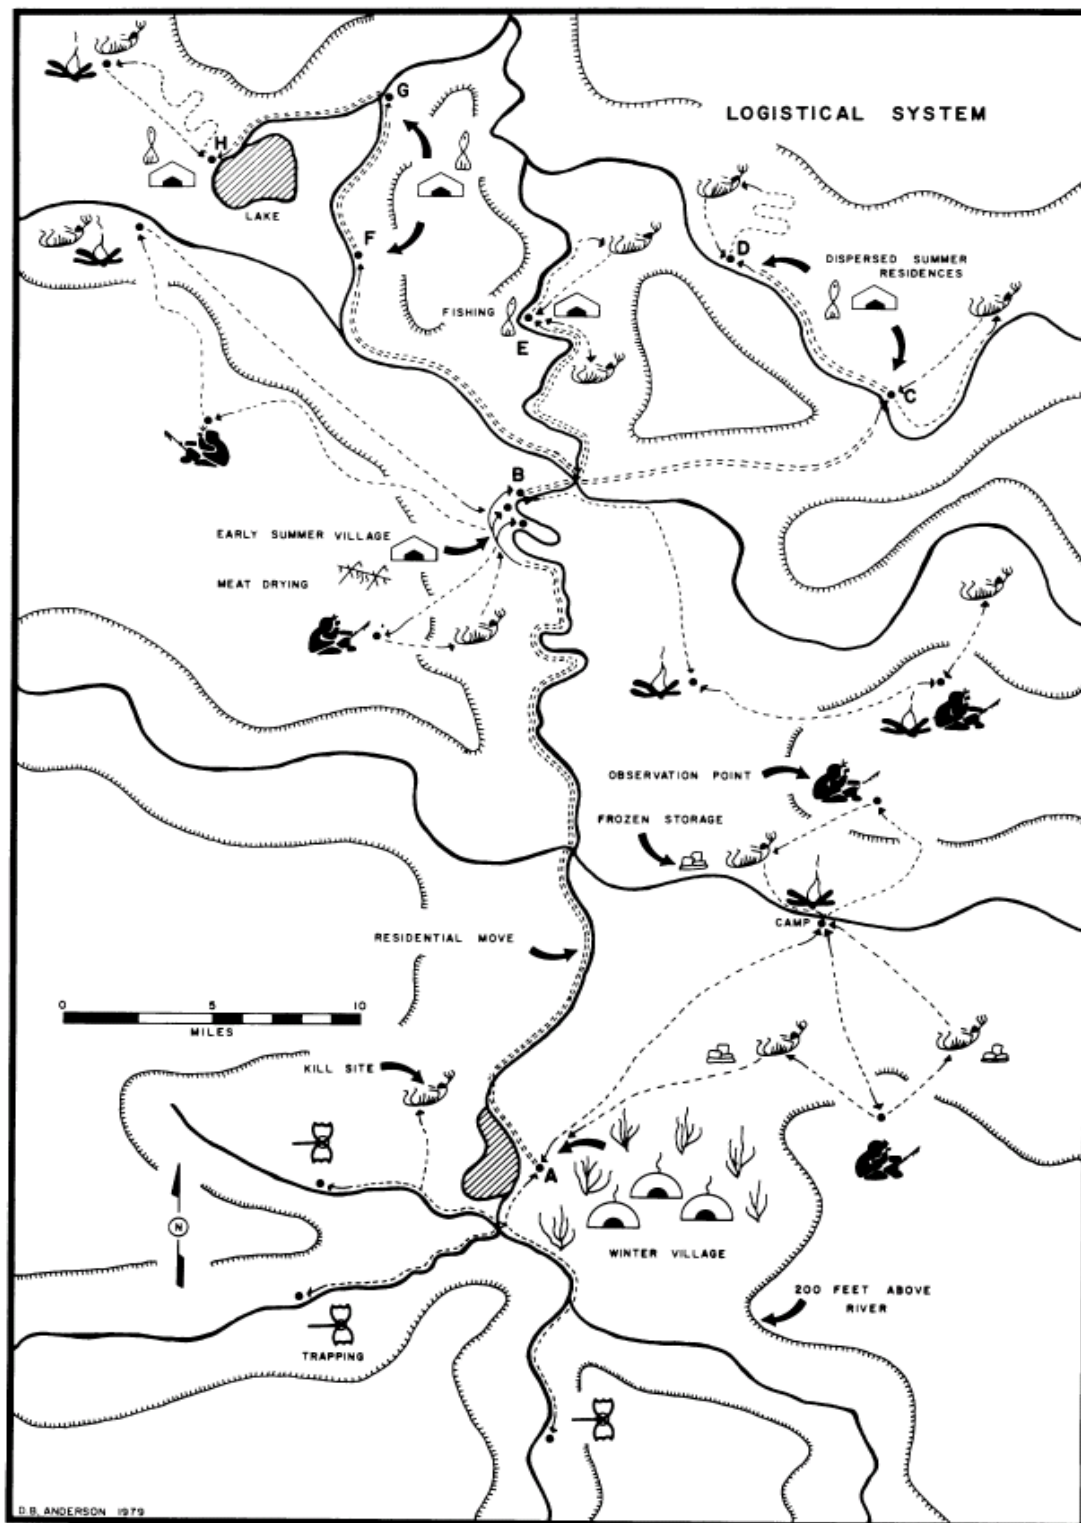 LOGISTICAL SYSTEM
G
H
LAKE
F
D
DISPERSED SUMMER
RESIDENCES
FISHING
E
C
B
EARLY SUMMER VILLAGE
MEAT DRYING
OBSERVATION POINT
FROZEN STORAGE
CAMP
RESIDENTIAL MOVE
0 5 10
MILES
KILL SITE
A
N
WINTER VILLAGE
200 FEET ABOVE
RIVER
TRAPPING
D.B. ANDERSON 1979